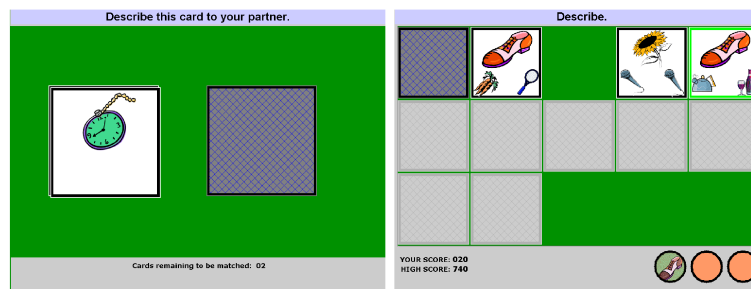 Describe this card to your partner.
Describe.
Cards remaining to be matched: 02
YOUR SCORE: 020
HIGH SCORE: 740